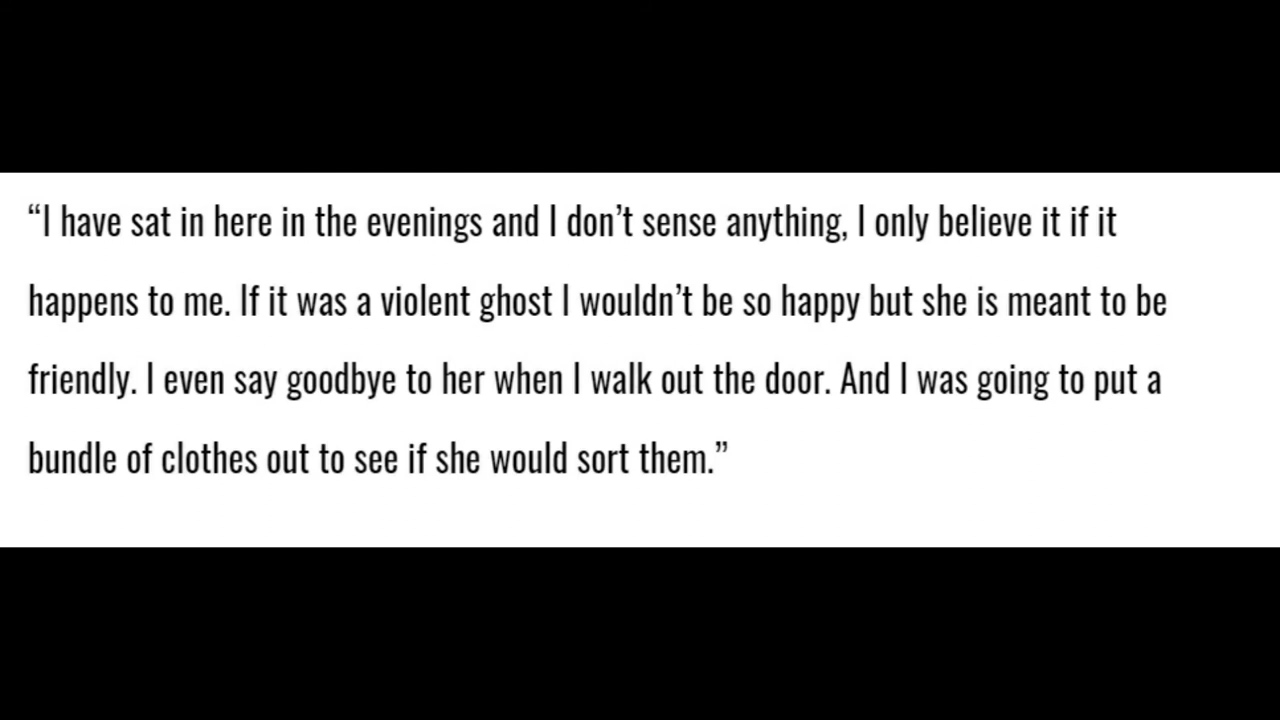 “I have sat in here in the evenings and I don’t sense anything, I only believe it if it
happens to me. If it was a violent ghost I wouldn’t be so happy but she is meant to be
friendly. I even say goodbye to her when I walk out the door. And I was going to put a
bundle of clothes out to see if she would sort them.”